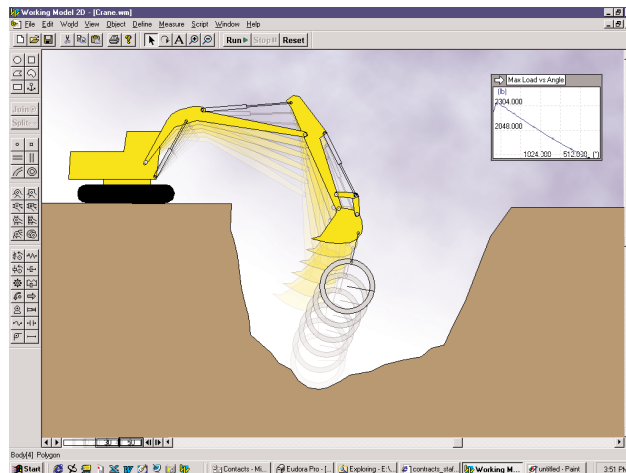 Working Model 2D - [Crane.wm]
File Edit World View Object Define Measure Script Window Help
A Run Stop Reset
Join
Split
Max Load vs Angle
(lb)
2304.000
2048.000
1024.000 512.000 (°)
Body[4] Polygon
Start Contacts - Mi... Eudora Pro - [... Exploring - E:\... contracts_staf... Working M... untitled - Paint 3:51 PM